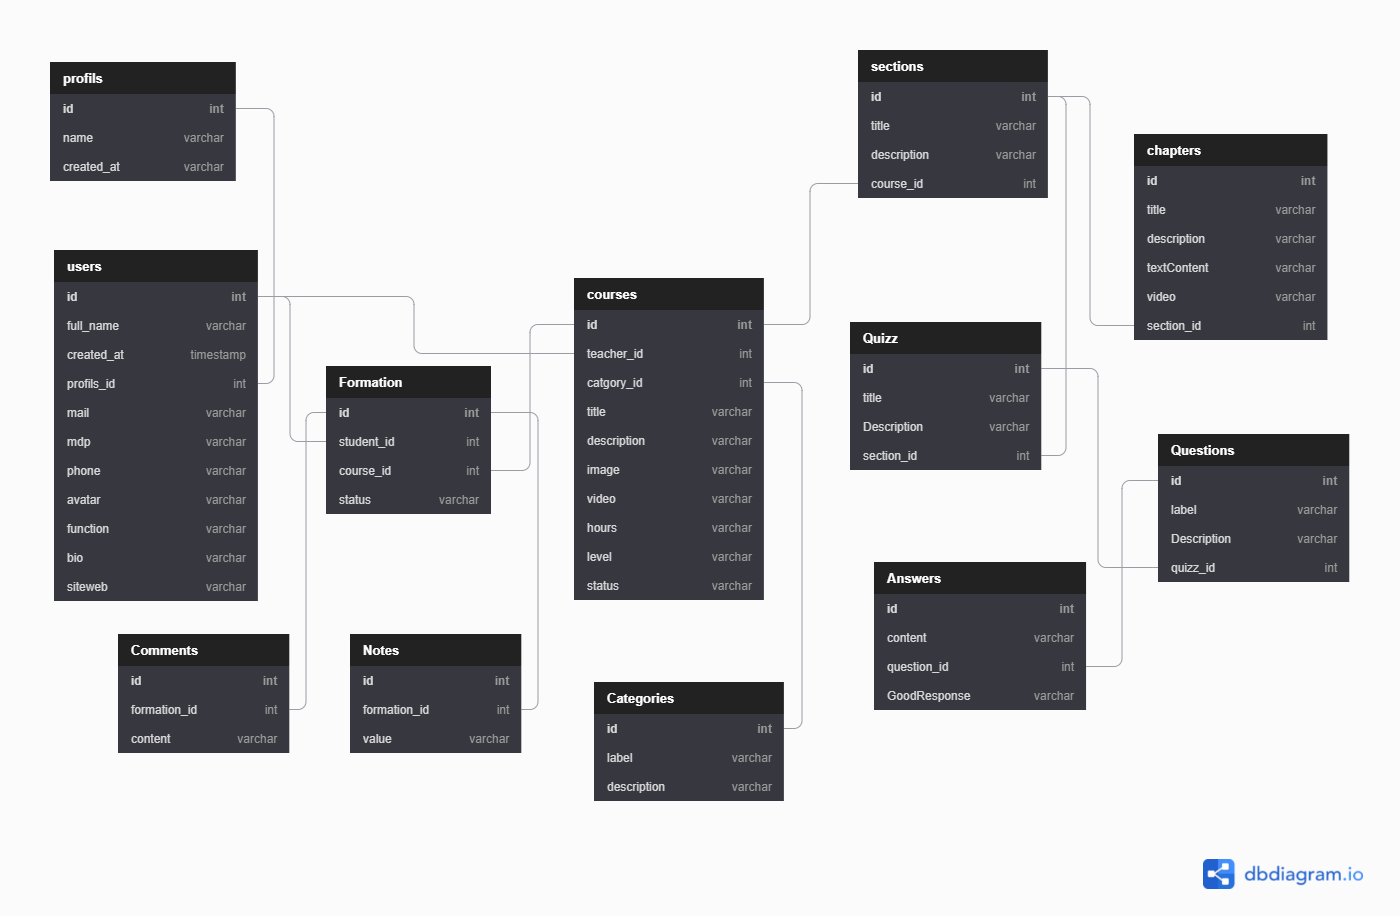 profils
id int
name varchar
created_at varchar
users
id int
full_name varchar
created_at timestamp
profils_id int
mail varchar
mdp varchar
phone varchar
avatar varchar
function varchar
bio varchar
siteweb varchar
Formation
id int
student_id int
course_id int
status varchar
Comments
id int
formation_id int
content varchar
Notes
id int
formation_id int
value varchar
courses
id int
teacher_id int
catgory_id int
title varchar
description varchar
image varchar
video varchar
hours varchar
level varchar
status varchar
Categories
id int
label varchar
description varchar
sections
id int
title varchar
description varchar
course_id int
chapters
id int
title varchar
description varchar
textContent varchar
video varchar
section_id int
Quizz
id int
title varchar
Description varchar
section_id int
Questions
id int
label varchar
Description varchar
quizz_id int
Answers
id int
content varchar
question_id int
GoodResponse varchar
dbdiagram.io